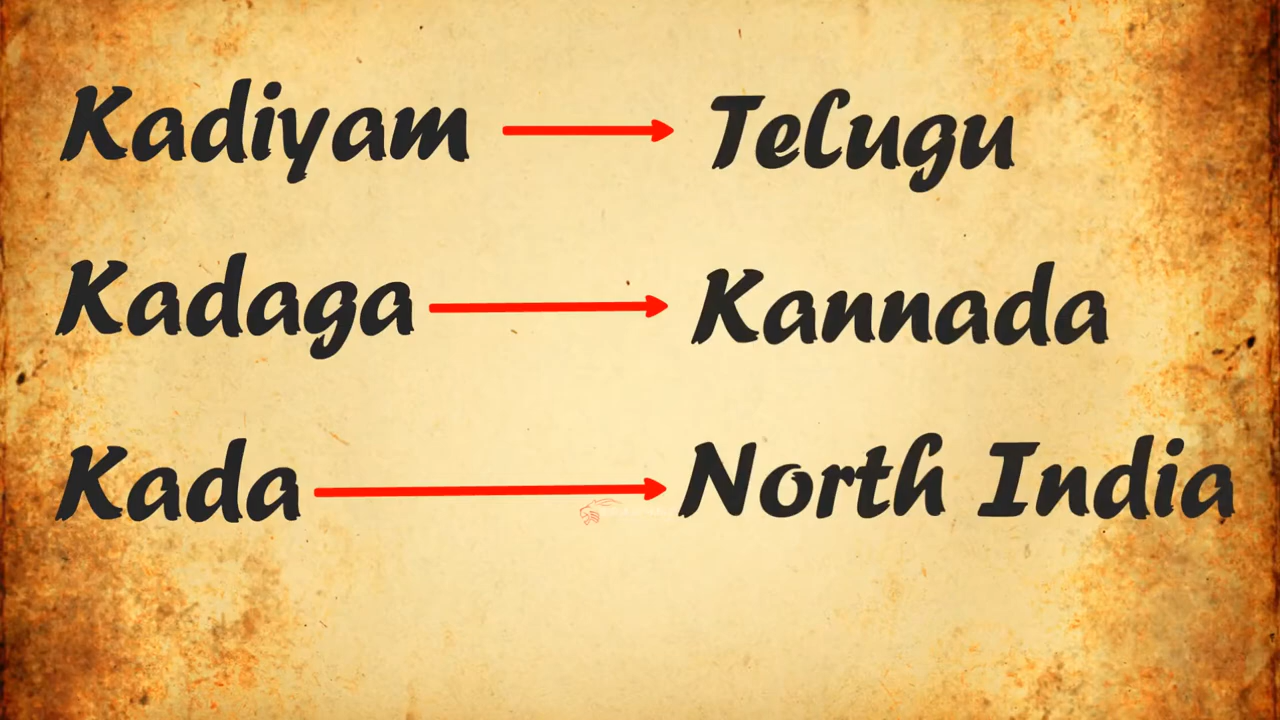 Kadiyam → Telugu
Kadaga → Kannada
Kada → North India